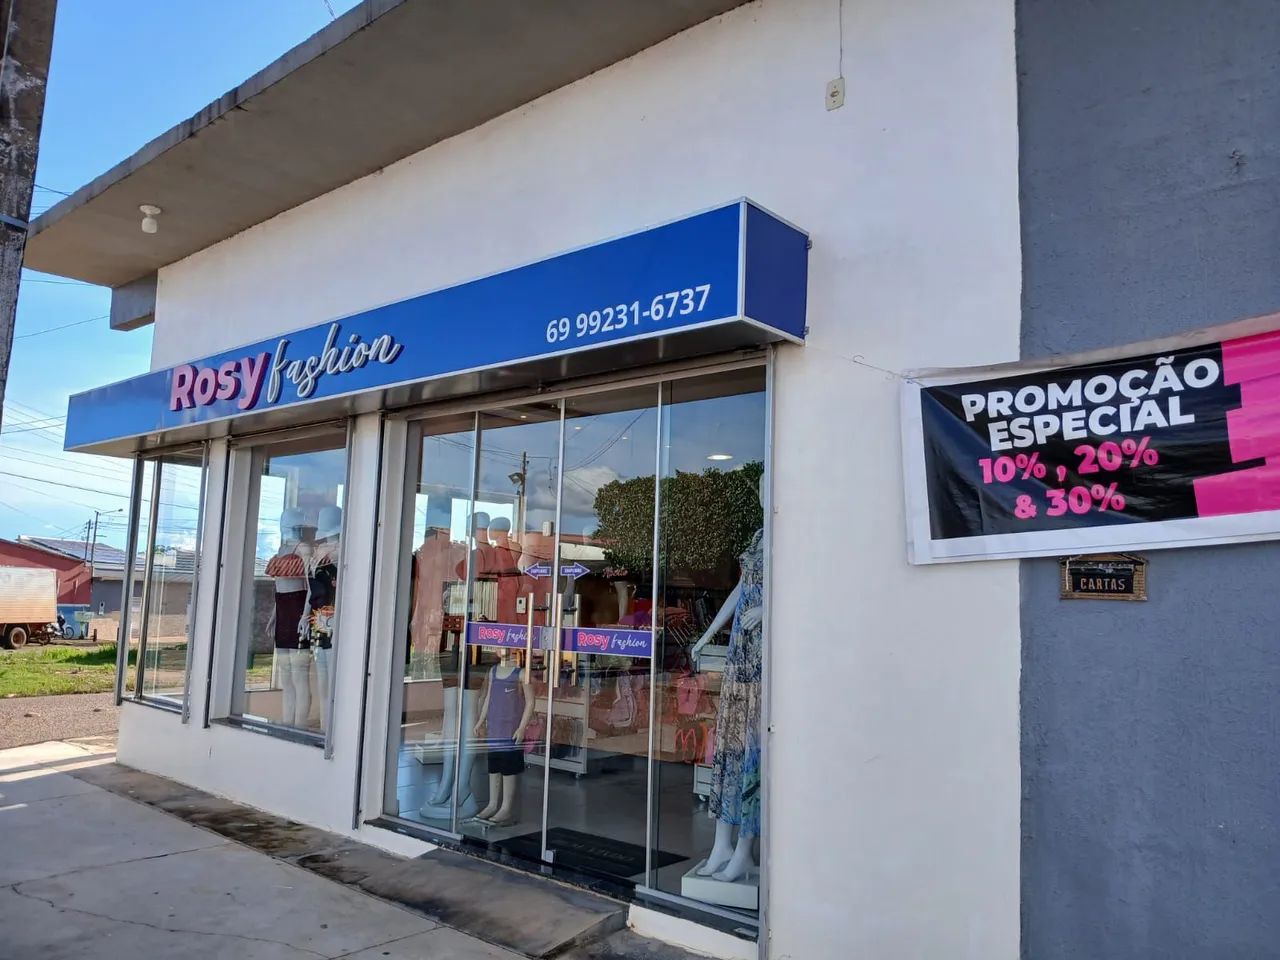 Rosy fashion
69 99231-6737
PROMOÇÃO
ESPECIAL
10% , 20%
& 30%
CARTAS
Rosy fashion
Rosy fashion